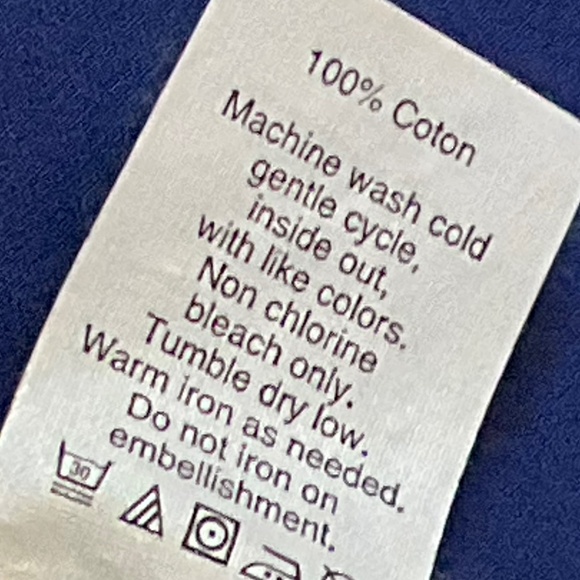 100% Coton
Machine wash cold
gentle cycle,
inside out,
with like colors.
Non chlorine
bleach only.
Tumble dry low.
Warm iron as needed.
Do not iron on
embellishment.
30